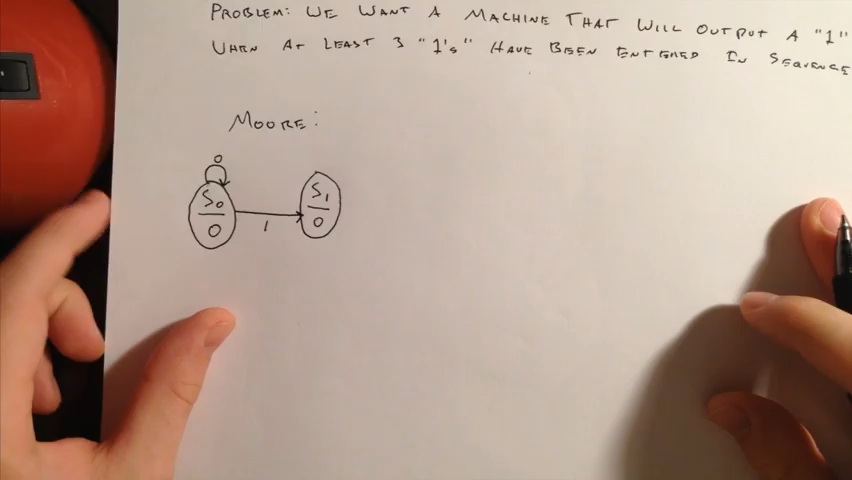 PROBLEM: WE WANT A MACHINE THAT WILL OUTPUT A "1"
WHEN AT LEAST 3 "1's" HAVE BEEN ENTERED IN SEQUENCE
MOORE:
0
S0 S1
0 1 0